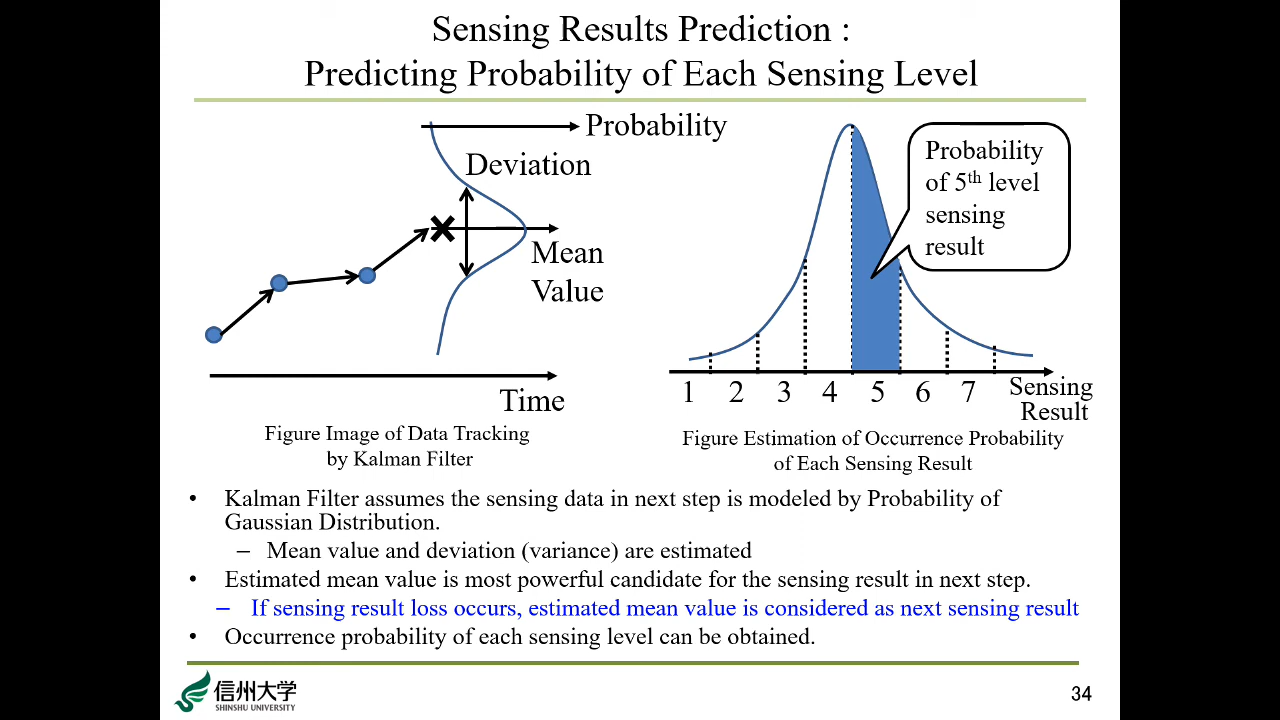 Sensing Results Prediction :
Predicting Probability of Each Sensing Level
Probability
Deviation
Mean
Value
Time
Figure Image of Data Tracking
by Kalman Filter
Probability
of 5th level
sensing
result
1 2 3 4 5 6 7
Sensing
Result
Figure Estimation of Occurrence Probability
of Each Sensing Result
• Kalman Filter assumes the sensing data in next step is modeled by Probability of
Gaussian Distribution.
– Mean value and deviation (variance) are estimated
• Estimated mean value is most powerful candidate for the sensing result in next step.
– If sensing result loss occurs, estimated mean value is considered as next sensing result
• Occurrence probability of each sensing level can be obtained.
信州大学
SHINSHU UNIVERSITY
34